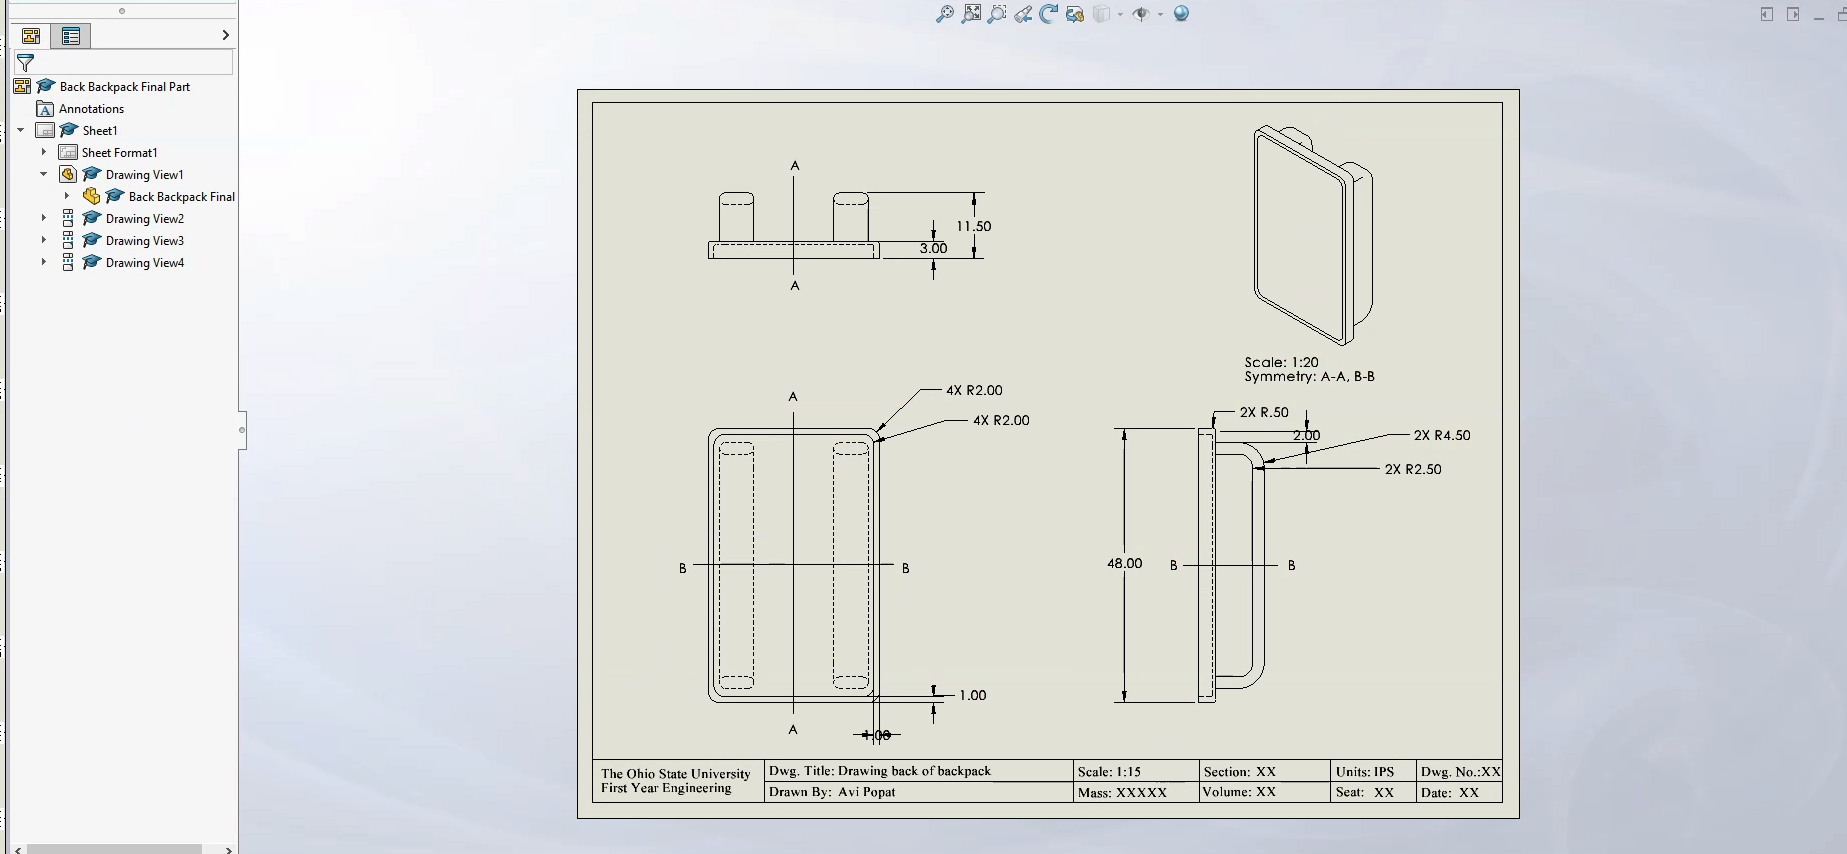 Back Backpack Final Part
Annotations
Sheet1
Sheet Format1
Drawing View1
Back Backpack Final
Drawing View2
Drawing View3
Drawing View4
A
11.50
3.00
A
Scale: 1:20
Symmetry: A-A, B-B
A
4X R2.00
4X R2.00
B
B
1.00
A
1.00
2X R.50
2.00
2X R4.50
2X R2.50
48.00
B
B
The Ohio State University
First Year Engineering
Dwg. Title: Drawing back of backpack
Drawn By: Avi Popat
Scale: 1:15
Mass: XXXXX
Section: XX
Volume: XX
Units: IPS
Seat: XX
Dwg. No.:XX
Date: XX